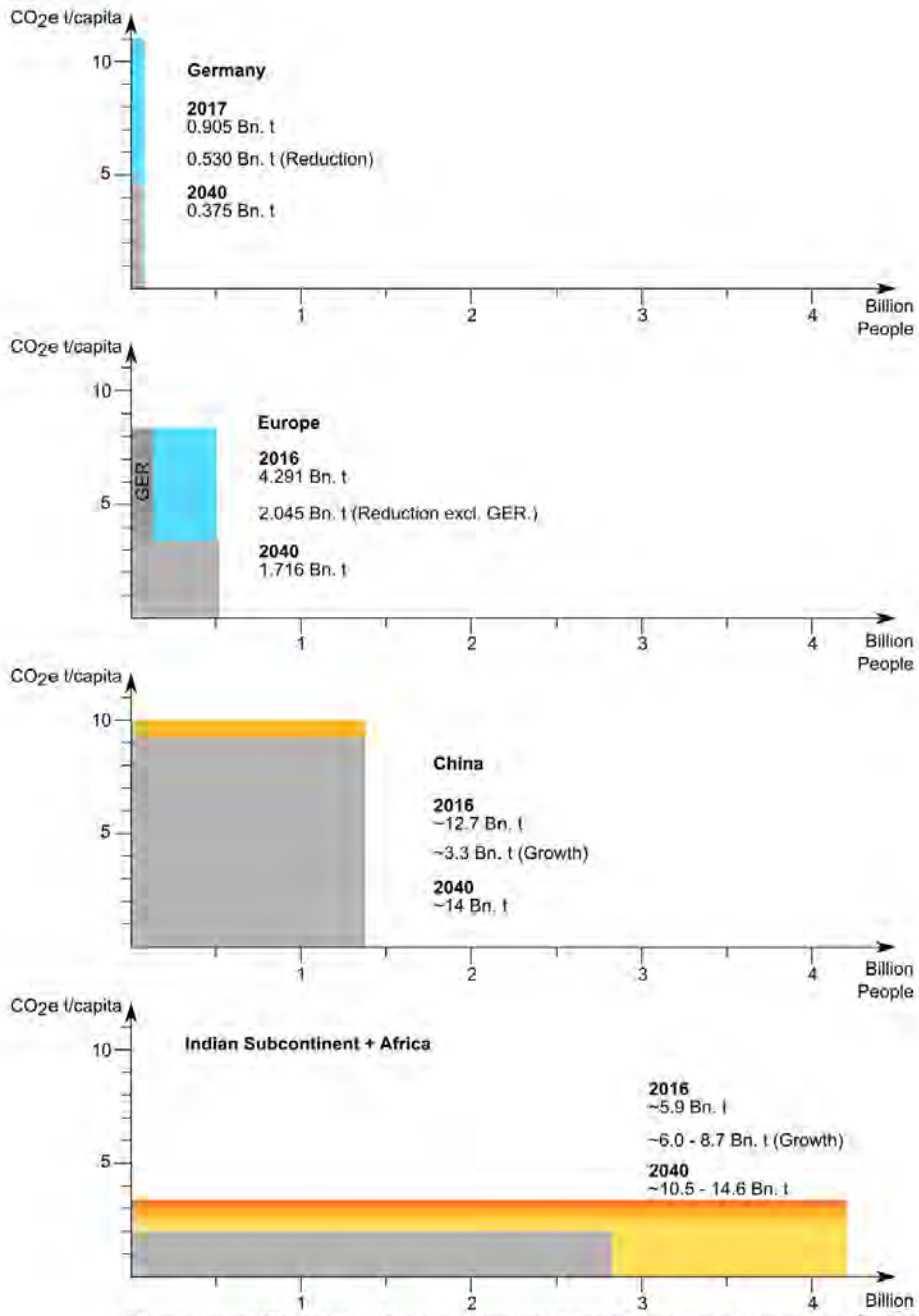 CO2e t/capita
10
Germany
2017
0.905 Bn. t
0.530 Bn. t (Reduction)
5
2040
0.375 Bn. t
1
2
3
4
Billion
People
CO2e t/capita
10
Europe
2016
4.291 Bn. t
GER
5
2.045 Bn. t (Reduction excl. GER.)
2040
1.716 Bn. t
1
2
3
4
Billion
People
CO2e t/capita
10
China
2016
~12.7 Bn. t
5
~3.3 Bn. t (Growth)
2040
~14 Bn. t
1
2
3
4
Billion
People
CO2e t/capita
10
Indian Subcontinent + Africa
2016
~5.9 Bn. t
~6.0 - 8.7 Bn. t (Growth)
5
2040
~10.5 - 14.6 Bn. t
Billion